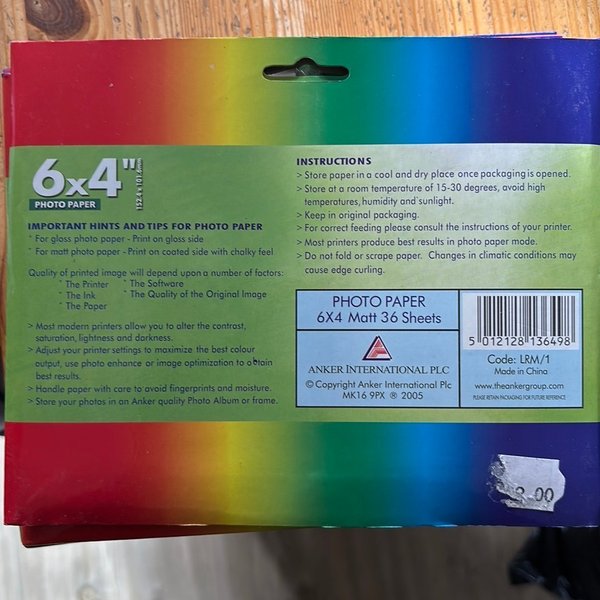 6x4"
152.4 x 101.6mm
PHOTO PAPER
IMPORTANT HINTS AND TIPS FOR PHOTO PAPER
* For gloss photo paper - Print on gloss side
* For matt photo paper - Print on coated side with chalky feel
Quality of printed image will depend upon a number of factors:
* The Printer * The Software
* The Ink * The Quality of the Original Image
* The Paper
> Most modern printers allow you to alter the contrast,
saturation, lightness and darkness.
> Adjust your printer settings to maximize the best colour
output, use photo enhance or image optimization to obtain
best results.
> Handle paper with care to avoid fingerprints and moisture.
> Store your photos in an Anker quality Photo Album or frame.
INSTRUCTIONS
> Store paper in a cool and dry place once packaging is opened.
> Store at a room temperature of 15-30 degrees, avoid high
temperatures, humidity and sunlight.
> Keep in original packaging.
> For correct feeding please consult the instructions of your printer.
> Most printers produce best results in photo paper mode.
> Do not fold or scrape paper. Changes in climatic conditions may
cause edge curling.
PHOTO PAPER
6X4 Matt 36 Sheets
ANKER INTERNATIONAL PLC
© Copyright Anker International Plc
MK16 9PX ® 2005
5 012128 136498
Code: LRM/1
Made in China
www.theankergroup.com
PLEASE RETAIN PACKAGING FOR FUTURE REFERENCE
.00